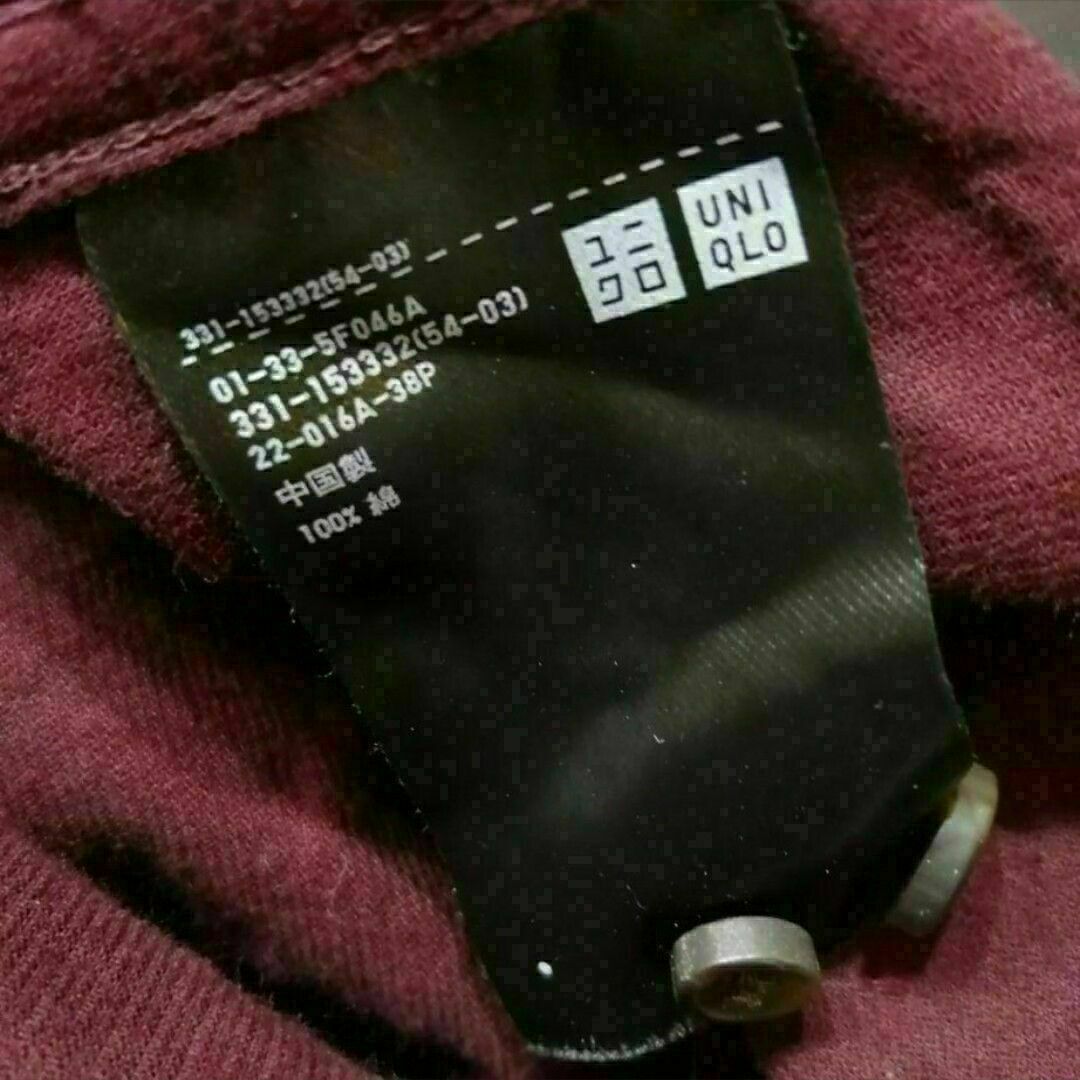 ユニ
クロ
UNI
QLO
331-153332(54-03)
01-33-5F046A
331-153332(54-03)
22-016A-38P
中国製
100% 綿